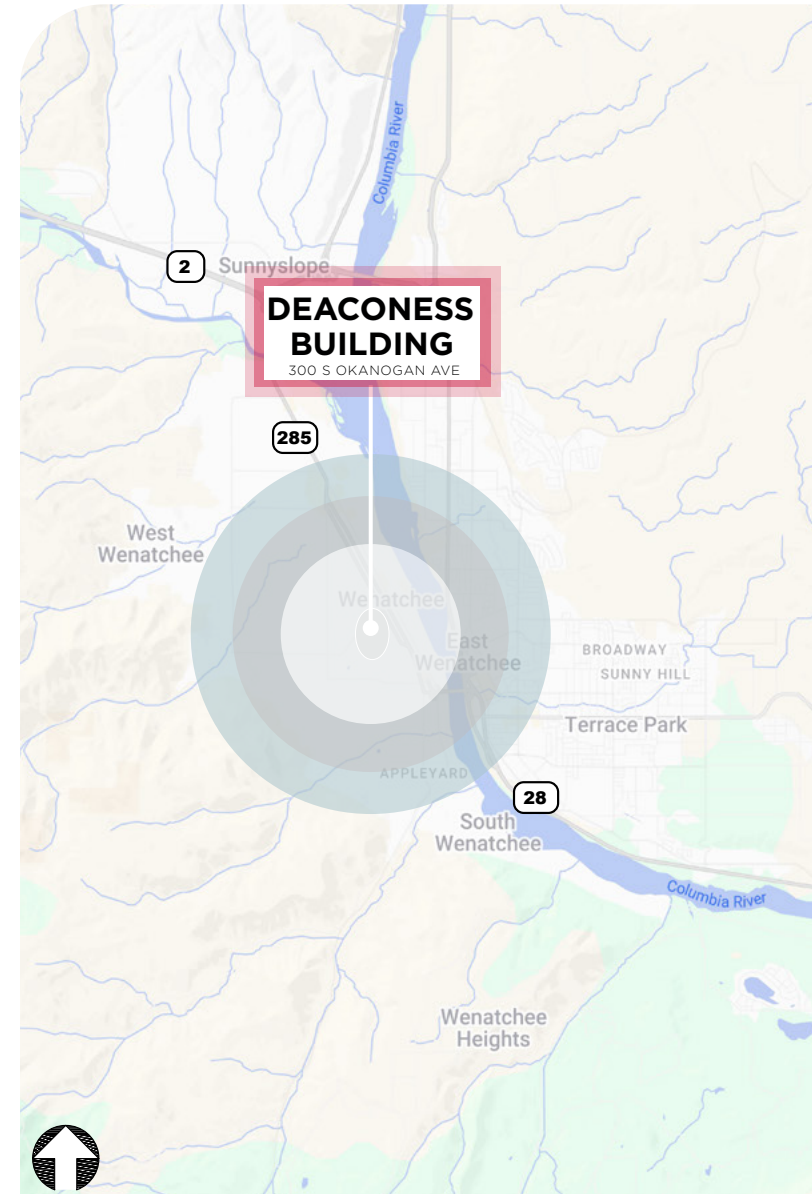 Columbia River
2
Sunnyslope
DEACONESS
BUILDING
300 S OKANOGAN AVE
285
West
Wenatchee
Wenatchee
East
Wenatchee
BROADWAY
SUNNY HILL
Terrace Park
APPLEYARD
28
South
Wenatchee
Columbia River
Wenatchee
Heights